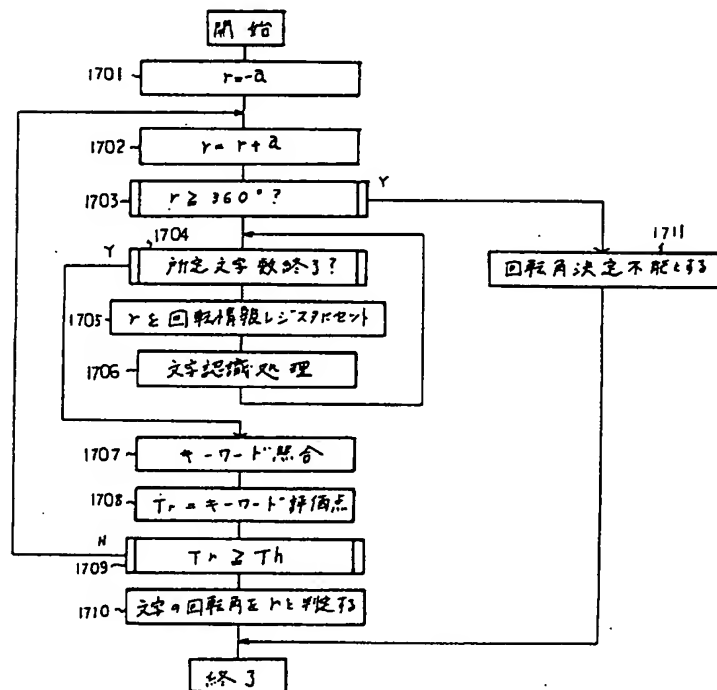 開始
1701
r=-a
1702
r=r+a
1703
r≧360°?
Y
1704
Y
所定文字数終了?
1711
回転角決定不能とする
1705
rを回転情報レジスタにセット
1706
文字認識処理
1707
キーワード照合
1708
Tr=キーワード評価点
N
1709
Tr≧Th
1710
文字の回転角をrと判定する
終了